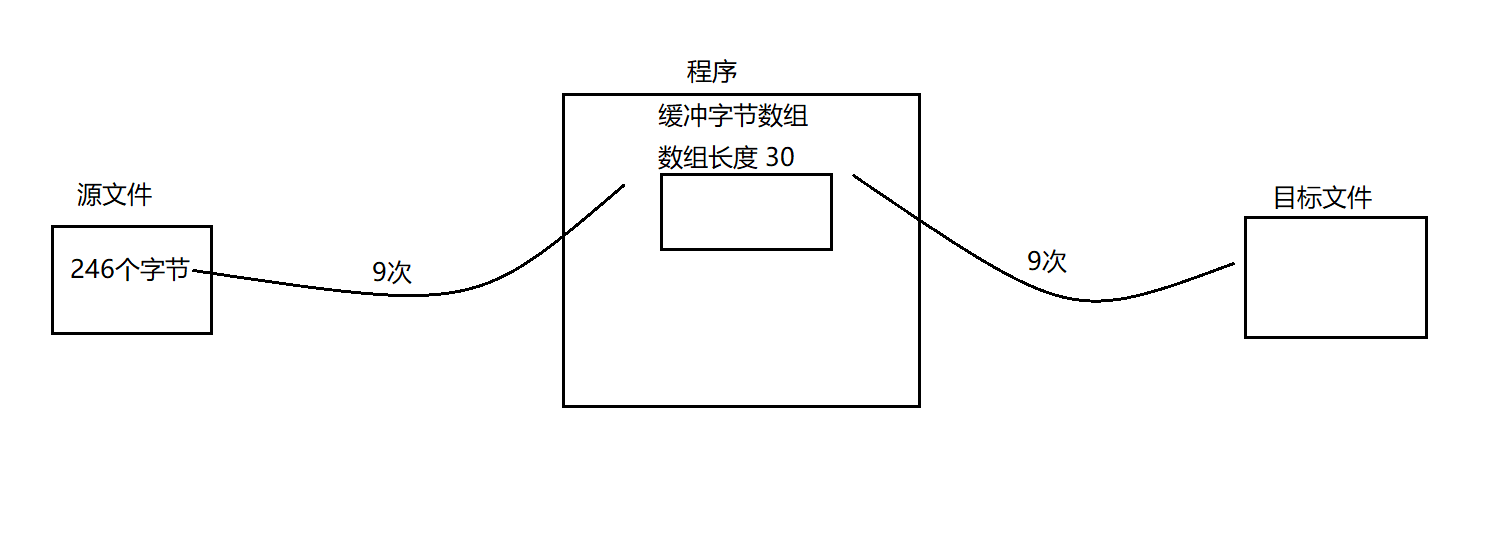 程序
缓冲字节数组
数组长度 30
源文件
246个字节
9次
9次
目标文件